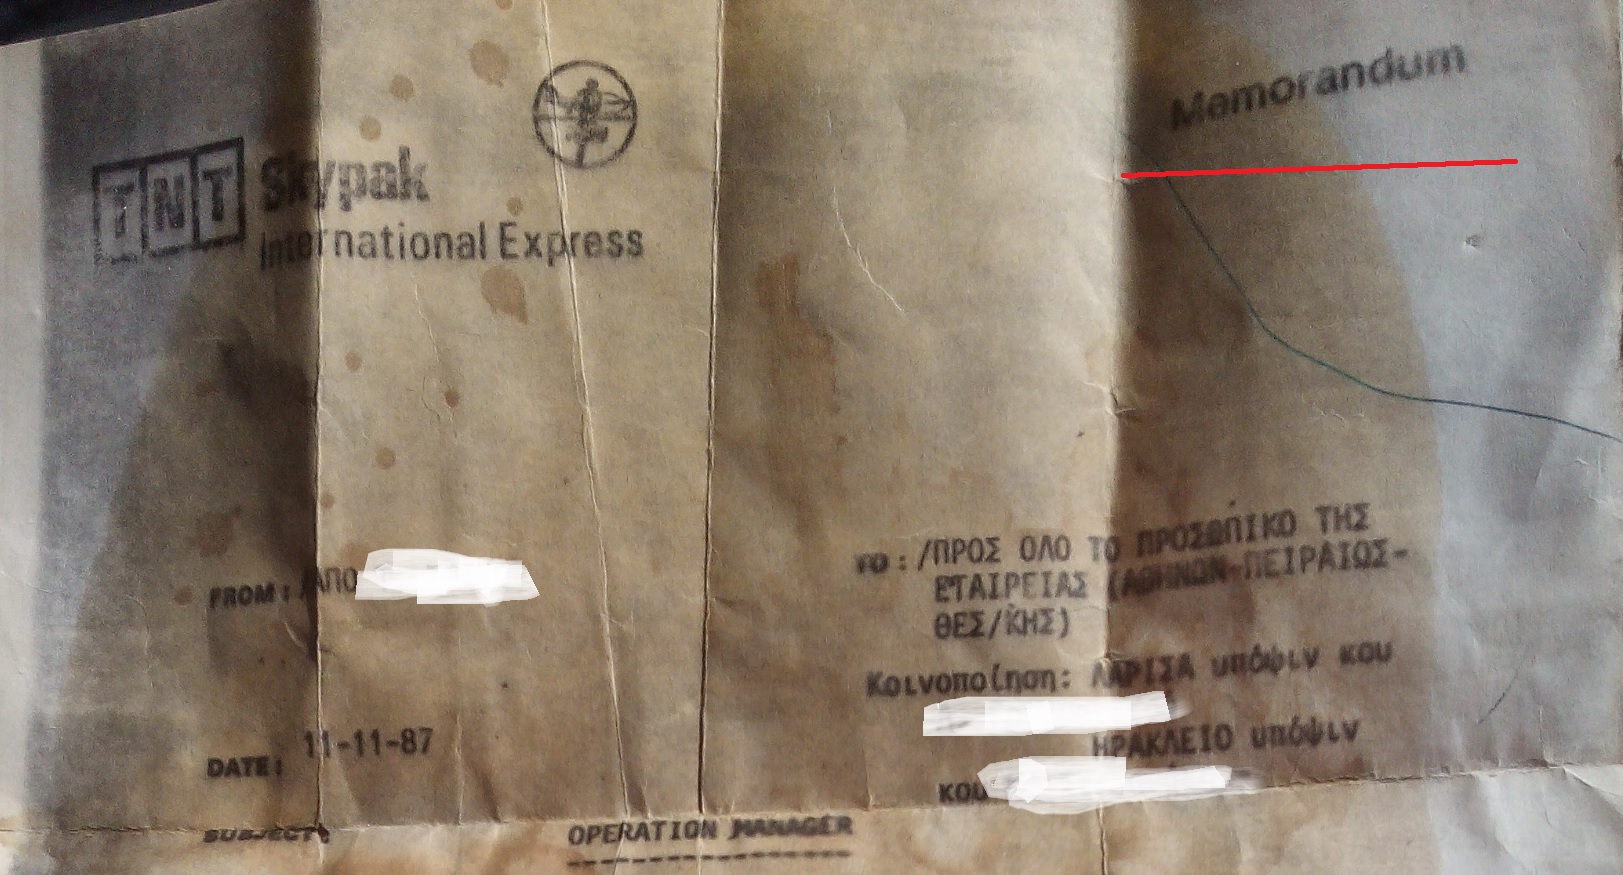 Memorandum
TNT Skypak
International Express
FROM: /ΑΠΟ
TO: /ΠΡΟΣ ΟΛΟ ΤΟ ΠΡΟΣΩΠΙΚΟ ΤΗΣ
ΕΤΑΙΡΕΙΑΣ (ΑΘΗΝΩΝ-ΠΕΙΡΑΙΩΣ-
ΘΕΣ/ΚΗΣ)
Κοινοποίηση: ΛΑΡΙΣΑ υπόψιν κου
ΗΡΑΚΛΕΙΟ υπόψιν
κου
DATE: 11-11-87
SUBJECT: OPERATION MANAGER